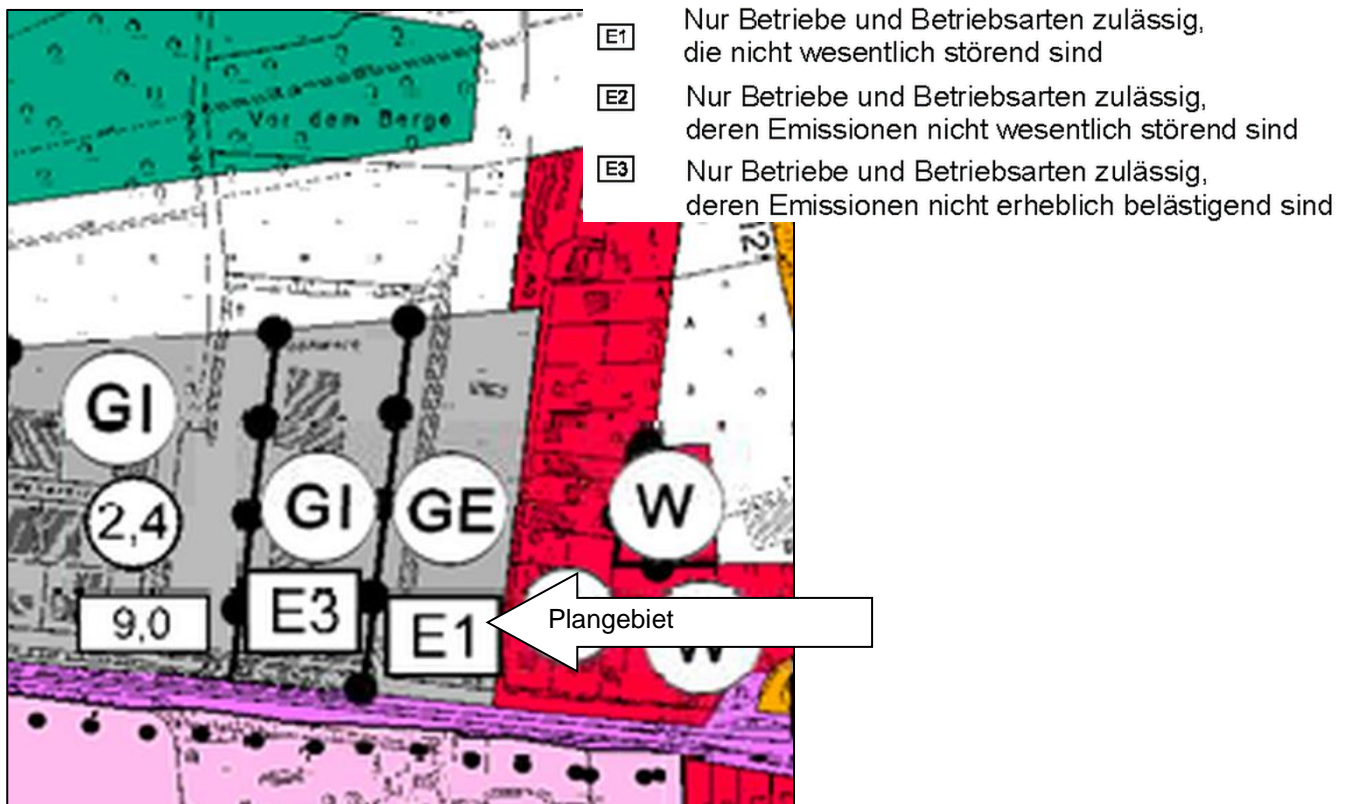 E1 Nur Betriebe und Betriebsarten zulässig,
die nicht wesentlich störend sind
E2 Nur Betriebe und Betriebsarten zulässig,
deren Emissionen nicht wesentlich störend sind
E3 Nur Betriebe und Betriebsarten zulässig,
deren Emissionen nicht erheblich belästigend sind
Vor dem Berge
12
GI
GI
GE
W
2,4
9,0
E3
E1
Plangebiet
W